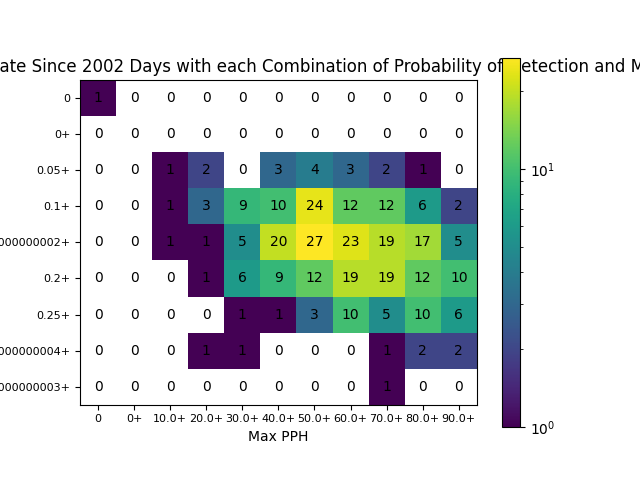 ate Since 2002 Days with each Combination of Probability of Detection and M
0 1 0 0 0 0 0 0 0 0 0 0
0+ 0 0 0 0 0 0 0 0 0 0 0
0.05+ 0 0 1 2 0 3 4 3 2 1 0
0.1+ 0 0 1 3 9 10 24 12 12 6 2
000000002+ 0 0 1 1 5 20 27 23 19 17 5
0.2+ 0 0 0 1 6 9 12 19 19 12 10
0.25+ 0 0 0 0 1 1 3 10 5 10 6
000000004+ 0 0 0 1 1 0 0 0 1 2 2
000000003+ 0 0 0 0 0 0 0 0 1 0 0
0 0+ 10.0+ 20.0+ 30.0+ 40.0+ 50.0+ 60.0+ 70.0+ 80.0+ 90.0+
Max PPH
10¹
10⁰